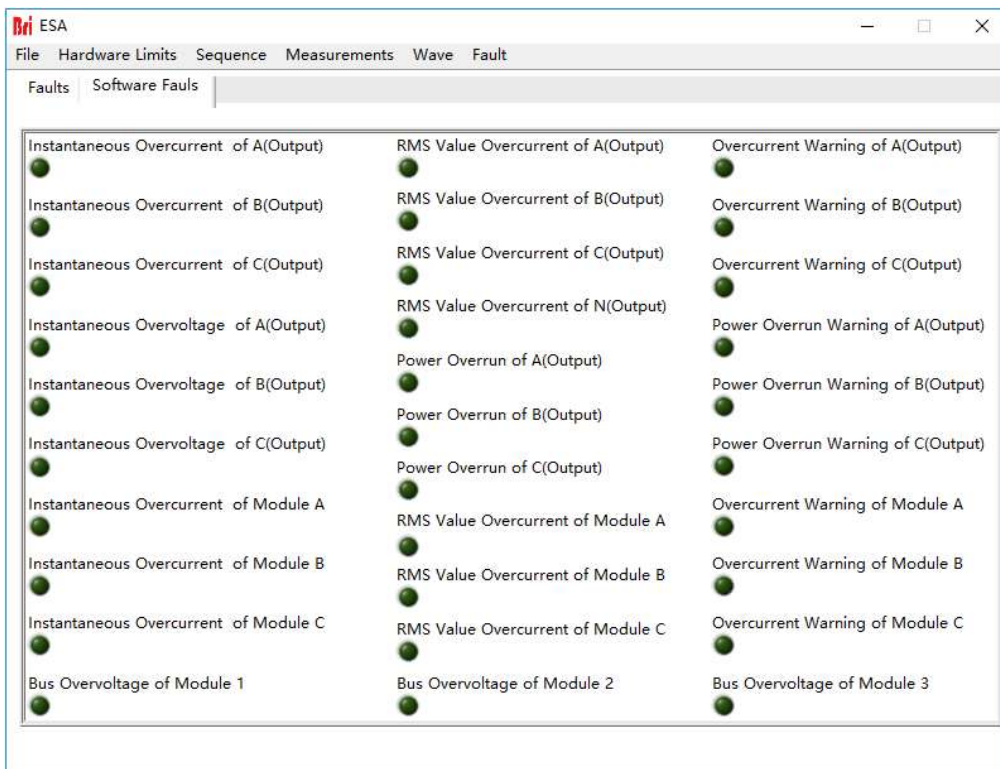 Bri ESA
File Hardware Limits Sequence Measurements Wave Fault
Faults Software Fauls
Instantaneous Overcurrent of A(Output)
Instantaneous Overcurrent of B(Output)
Instantaneous Overcurrent of C(Output)
Instantaneous Overvoltage of A(Output)
Instantaneous Overvoltage of B(Output)
Instantaneous Overvoltage of C(Output)
Instantaneous Overcurrent of Module A
Instantaneous Overcurrent of Module B
Instantaneous Overcurrent of Module C
Bus Overvoltage of Module 1
RMS Value Overcurrent of A(Output)
RMS Value Overcurrent of B(Output)
RMS Value Overcurrent of C(Output)
RMS Value Overcurrent of N(Output)
Power Overrun of A(Output)
Power Overrun of B(Output)
Power Overrun of C(Output)
RMS Value Overcurrent of Module A
RMS Value Overcurrent of Module B
RMS Value Overcurrent of Module C
Bus Overvoltage of Module 2
Overcurrent Warning of A(Output)
Overcurrent Warning of B(Output)
Overcurrent Warning of C(Output)
Power Overrun Warning of A(Output)
Power Overrun Warning of B(Output)
Power Overrun Warning of C(Output)
Overcurrent Warning of Module A
Overcurrent Warning of Module B
Overcurrent Warning of Module C
Bus Overvoltage of Module 3